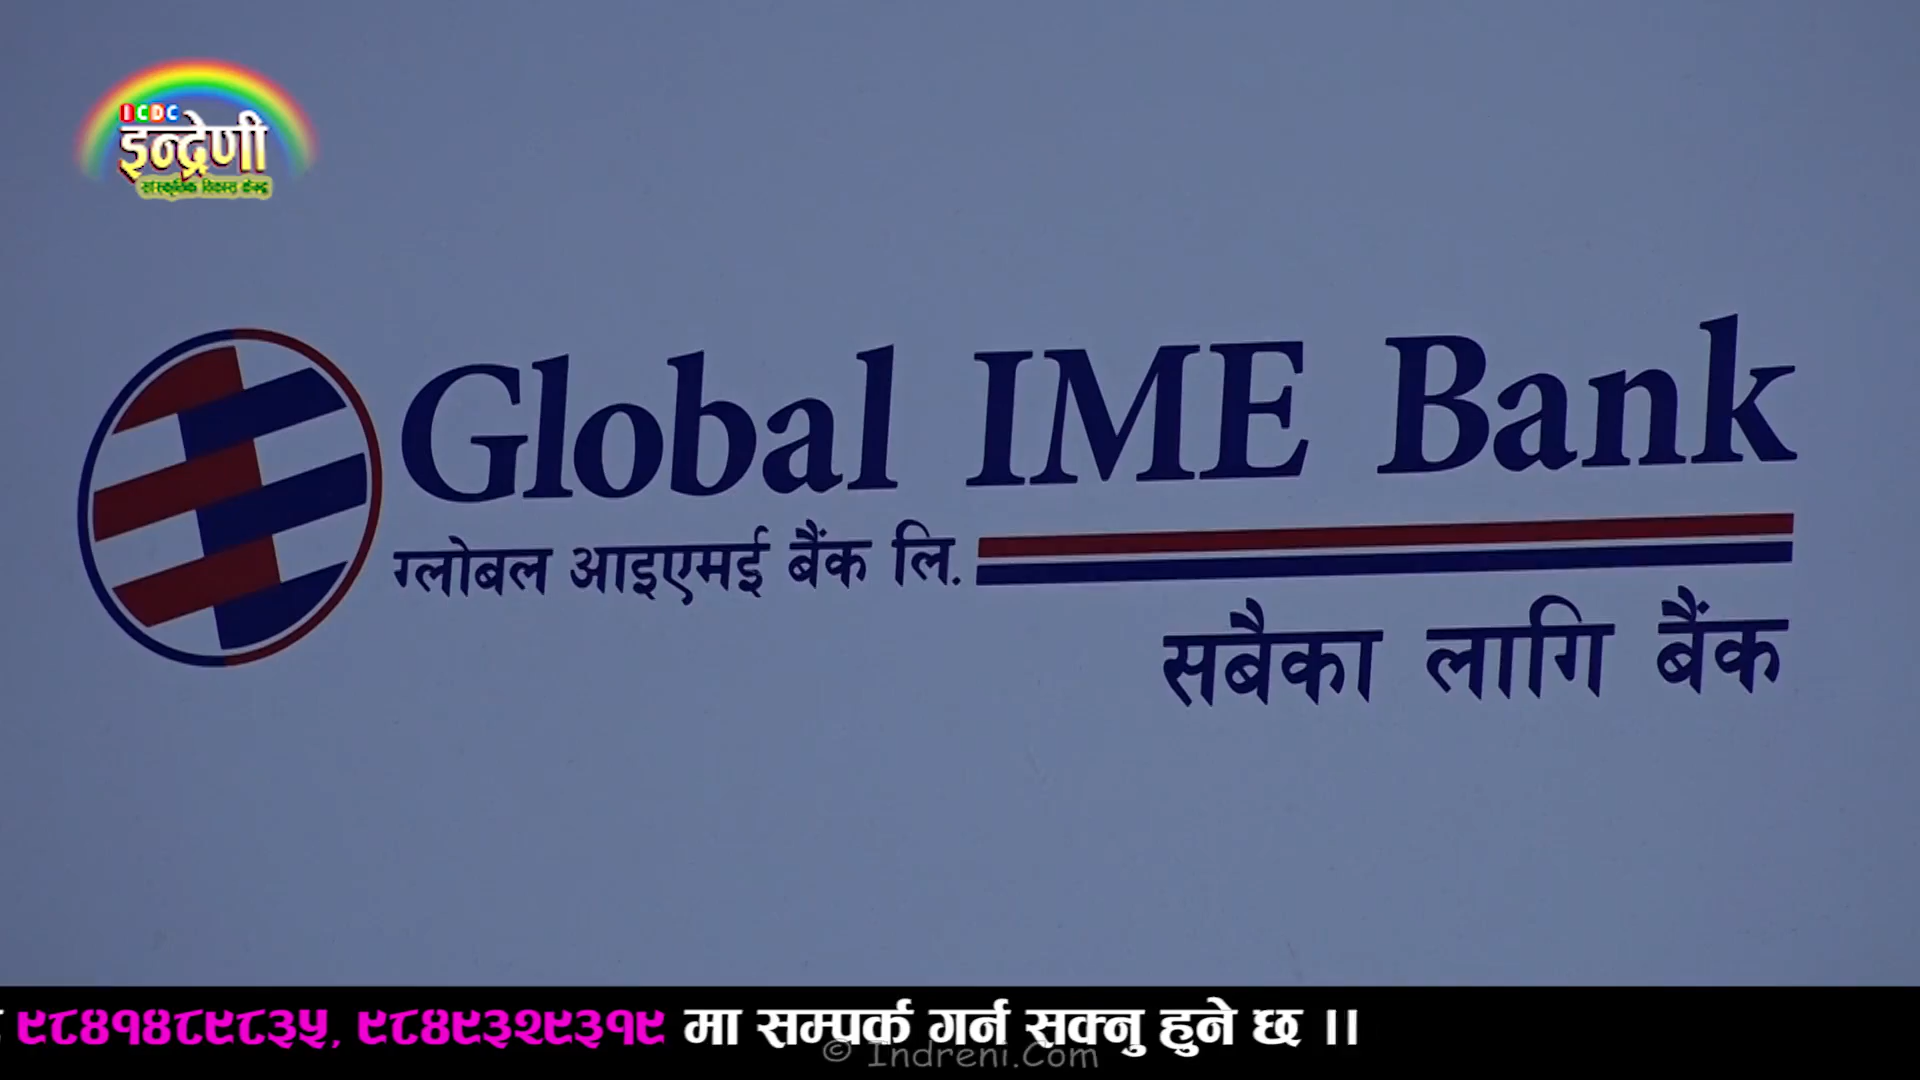 ICDC
इन्द्रेणी
सांस्कृतिक विकास केन्द्र
Global IME Bank
ग्लोबल आइएमई बैंक लि.
सबैका लागि बैंक
९८४१४८९८३५, ९८४९३२९३१९ मा सम्पर्क गर्न सक्नु हुने छ ।।
© Indreni.Com